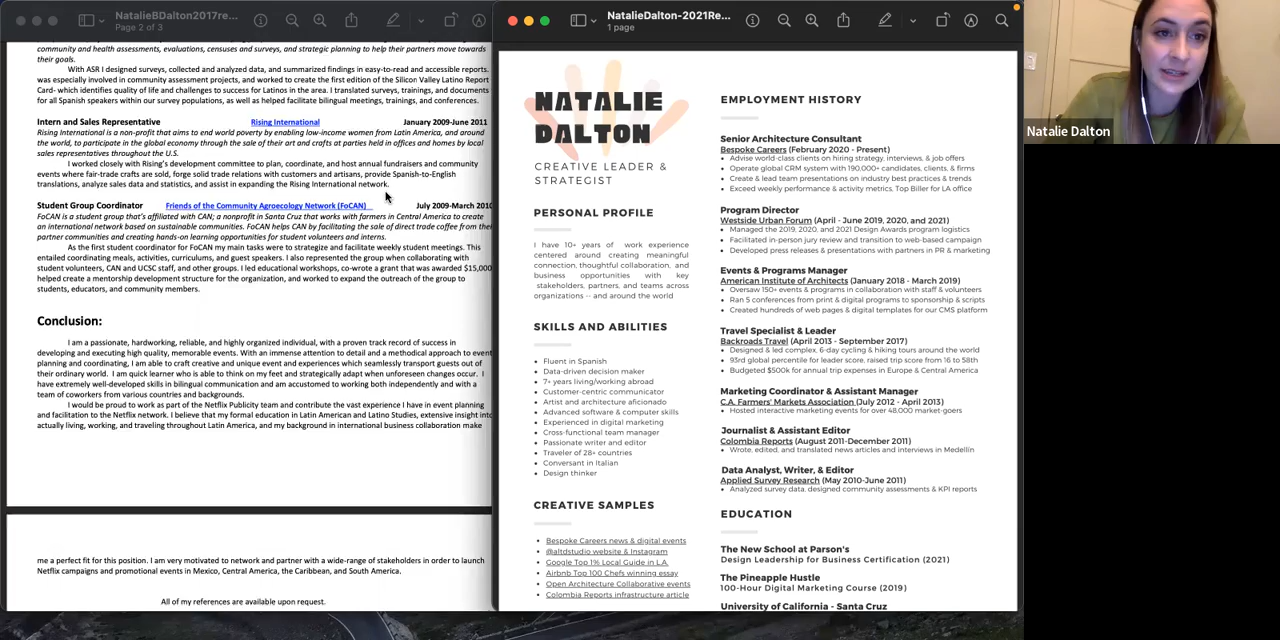 NatalieBDalton2017re...
Page 2 of 3
community and health assessments, evaluations, censuses and surveys, and strategic planning to help their partners move towards
their goals.
With ASR I designed surveys, collected and analyzed data, and summarized findings in easy-to-read and accessible reports. I
was especially involved in community assessment projects, and worked to create the first edition of the Silicon Valley Latino Report
Card- which identifies quality of life and challenges to success for Latinos in the area. I translated surveys, trainings, and documents
for all Spanish speakers within our survey populations, as well as helped facilitate bilingual meetings, trainings, and conferences.
Intern and Sales Representative Rising International January 2009-June 2011
Rising International is a non-profit that aims to end world poverty by enabling low-income women from Latin America, and around
the world, to participate in the global economy through the sale of their art and crafts at parties held in offices and homes by local
sales representatives throughout the U.S.
I worked closely with Rising's development committee to plan, coordinate, and host annual fundraisers and community
events where fair-trade crafts are sold, forge solid trade relations with customers and artisans, provide Spanish-to-English
translations, analyze sales data and statistics, and assist in expanding the Rising International network.
Student Group Coordinator Friends of the Community Agroecology Network (FoCAN) July 2009-March 2010
FoCAN is a student group that's affiliated with CAN; a nonprofit in Santa Cruz that works with farmers in Central America to create
an international network based on sustainable communities. FoCAN helps CAN by facilitating the sale of direct trade coffee from their
partner communities and creating hands-on learning opportunities for student volunteers and interns.
As the first student coordinator for FoCAN my main tasks were to strategize and facilitate weekly student meetings. This
entailed coordinating meals, activities, curriculums, and guest speakers. I also represented the group when collaborating with
student volunteers, CAN and UCSC staff, and other groups. I led educational workshops, co-wrote a grant that was awarded $15,000
helped create a mentorship development structure for the organization, and worked to expand the outreach of the group to
students, educators, and community members.
Conclusion:
I am a passionate, hardworking, reliable, and highly organized individual, with a proven track record of success in
developing and executing high quality, memorable events. With an immense attention to detail and a methodical approach to event
planning and coordinating, I am able to craft creative and unique event and experiences which seamlessly transport guests out of
their ordinary world. I am quick learner who is able to think on my feet and strategically adapt when unforeseen changes occur. I
have extremely well-developed skills in bilingual communication and am accustomed to working both independently and with a
team of coworkers from various countries and backgrounds.
I would be proud to work as part of the Netflix Publicity team and contribute the vast experience I have in event planning
and facilitation to the Netflix network. I believe that my formal education in Latin American and Latino Studies, extensive insight into
actually living, working, and traveling throughout Latin America, and my background in international business collaboration make
me a perfect fit for this position. I am very motivated to network and partner with a wide-range of stakeholders in order to launch
Netflix campaigns and promotional events in Mexico, Central America, the Caribbean, and South America.
All of my references are available upon request.
NatalieDalton-2021Re...
1 page
NATALIE
DALTON
CREATIVE LEADER &
STRATEGIST
PERSONAL PROFILE
I have 10+ years of work experience
centered around creating meaningful
connection, thoughtful collaboration, and
business opportunities with key
stakeholders, partners, and teams across
organizations -- and around the world
SKILLS AND ABILITIES
• Fluent in Spanish
• Data-driven decision maker
• 7+ years living/working abroad
• Customer-centric communicator
• Artist and architecture aficionado
• Advanced software & computer skills
• Experienced in digital marketing
• Cross-functional team manager
• Passionate writer and editor
• Traveler of 28+ countries
• Conversant in Italian
• Design thinker
CREATIVE SAMPLES
• Bespoke Careers news & digital events
• @altdstudio website & Instagram
• Google Top 1% Local Guide in L.A.
• Airbnb Top 100 Chefs winning essay
• Open Architecture Collaborative events
• Colombia Reports infrastructure article
EMPLOYMENT HISTORY
Senior Architecture Consultant
Bespoke Careers (February 2020 - Present)
• Advise world-class clients on hiring strategy, interviews, & job offers
• Operate global CRM system with 190,000+ candidates, clients, & firms
• Create & lead team presentations on industry best practices & trends
• Exceed weekly performance & activity metrics, Top Biller for LA office
Program Director
Westside Urban Forum (April - June 2019, 2020, and 2021)
• Managed the 2019, 2020, and 2021 Design Awards program logistics
• Facilitated in-person jury review and transition to web-based campaign
• Developed press releases & presentations with partners in PR & marketing
Events & Programs Manager
American Institute of Architects (January 2018 - March 2019)
• Oversaw 150+ events & programs in collaboration with staff & volunteers
• Ran 5 conferences from print & digital programs to sponsorship & scripts
• Created hundreds of web pages & digital templates for our CMS platform
Travel Specialist & Leader
Backroads Travel (April 2013 - September 2017)
• Designed & led complex, 6-day cycling & hiking tours around the world
• 93rd global percentile for leader score, raised trip score from 16 to 58th
• Budgeted $500k for annual trip expenses in Europe & Central America
Marketing Coordinator & Assistant Manager
C.A. Farmers' Markets Association (July 2012 - April 2013)
• Hosted interactive marketing events for over 48,000 market-goers
Journalist & Assistant Editor
Colombia Reports (August 2011-December 2011)
• Wrote, edited, and translated news articles and interviews in Medellín
Data Analyst, Writer, & Editor
Applied Survey Research (May 2010-June 2011)
• Analyzed survey data, designed community assessments & KPI reports
EDUCATION
The New School at Parson's
Design Leadership for Business Certification (2021)
The Pineapple Hustle
100-Hour Digital Marketing Course (2019)
University of California - Santa Cruz
Natalie Dalton